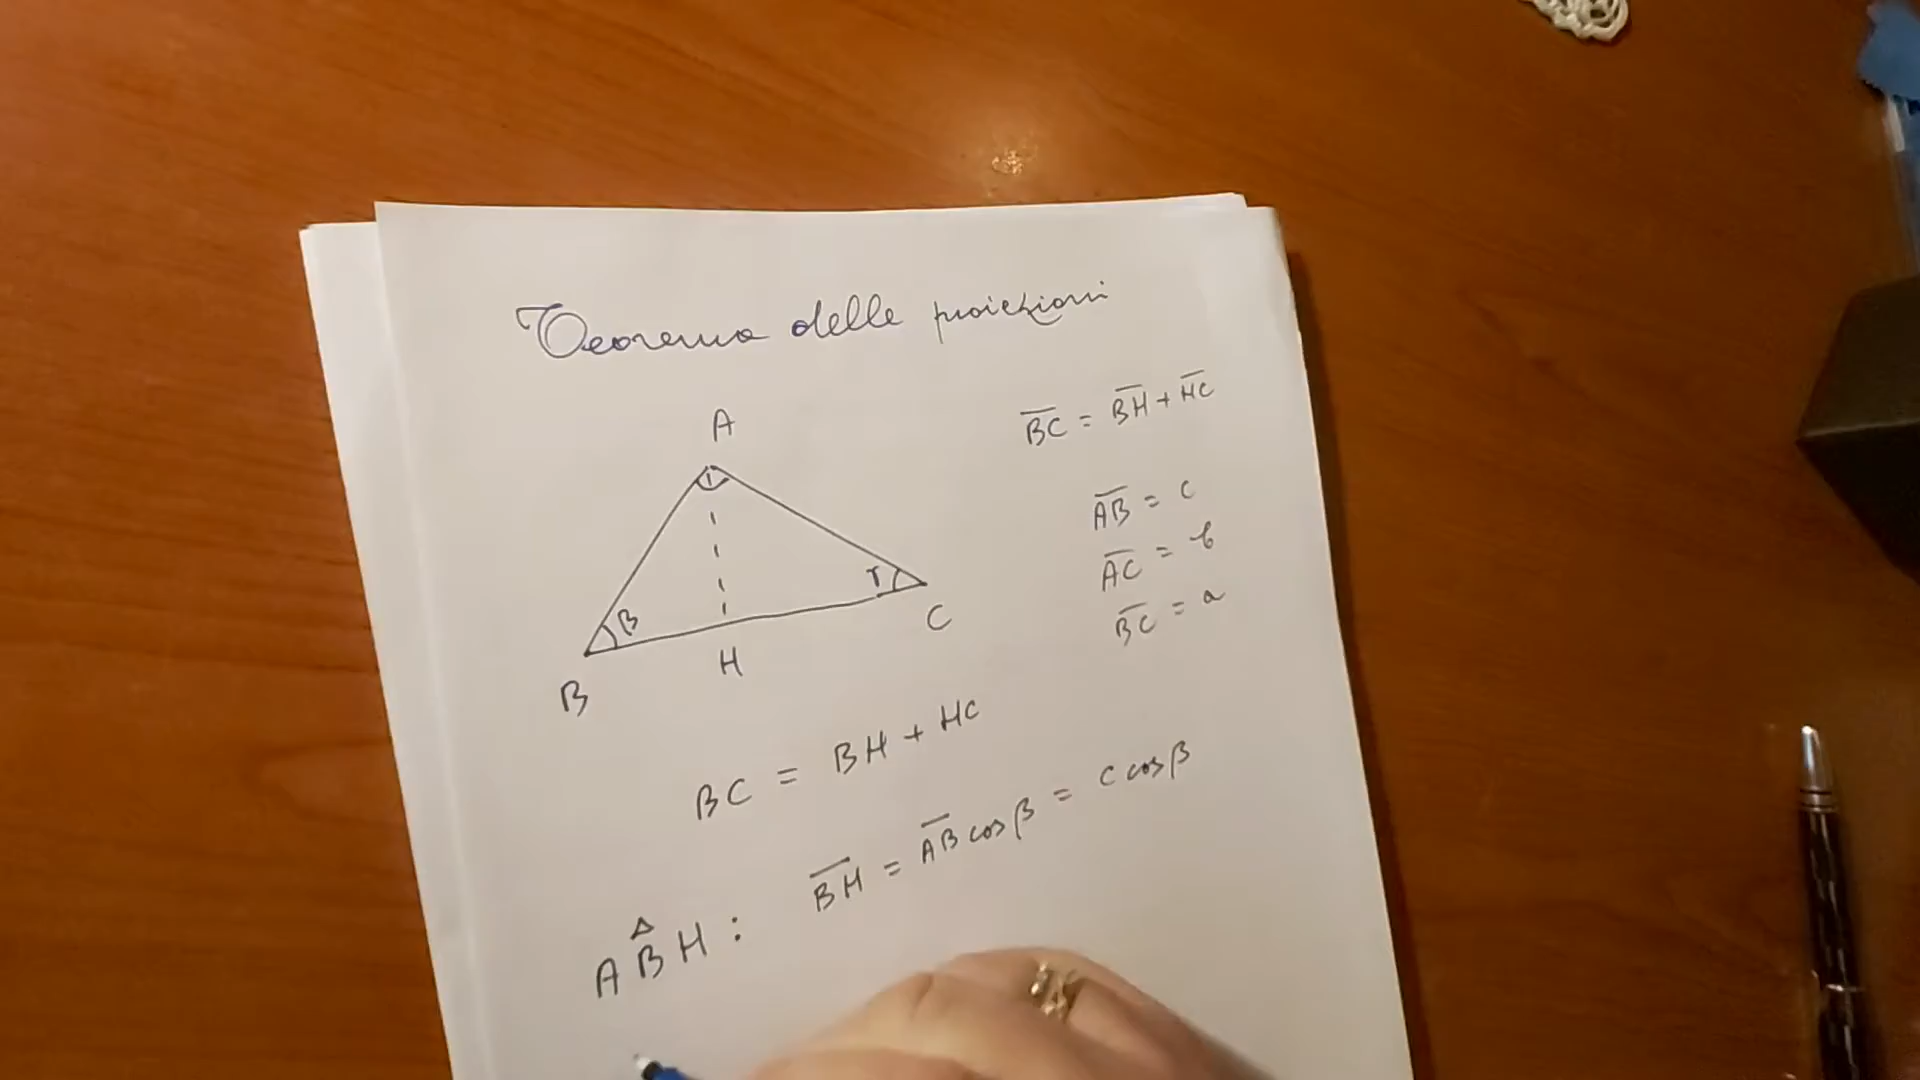 Teorema delle proiezioni
BC = BH + HC
A
AB = c
AC = b
BC = a
γ
β
C
H
B
BC = BH + HC
BH = AB cos β = c cos β
ABH :